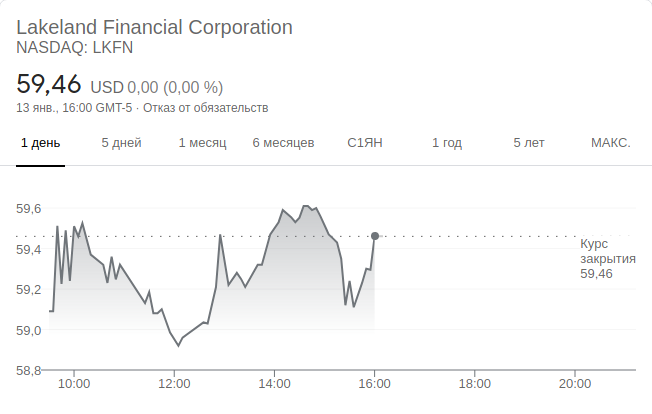 Lakeland Financial Corporation
NASDAQ: LKFN
59,46 USD 0,00 (0,00 %)
13 янв., 16:00 GMT-5 · Отказ от обязательств
1 день 5 дней 1 месяц 6 месяцев С1ЯН 1 год 5 лет МАКС.
59,6
59,4
59,2
59,0
58,8
Курс
закрытия
59,46
10:00 12:00 14:00 16:00 18:00 20:00